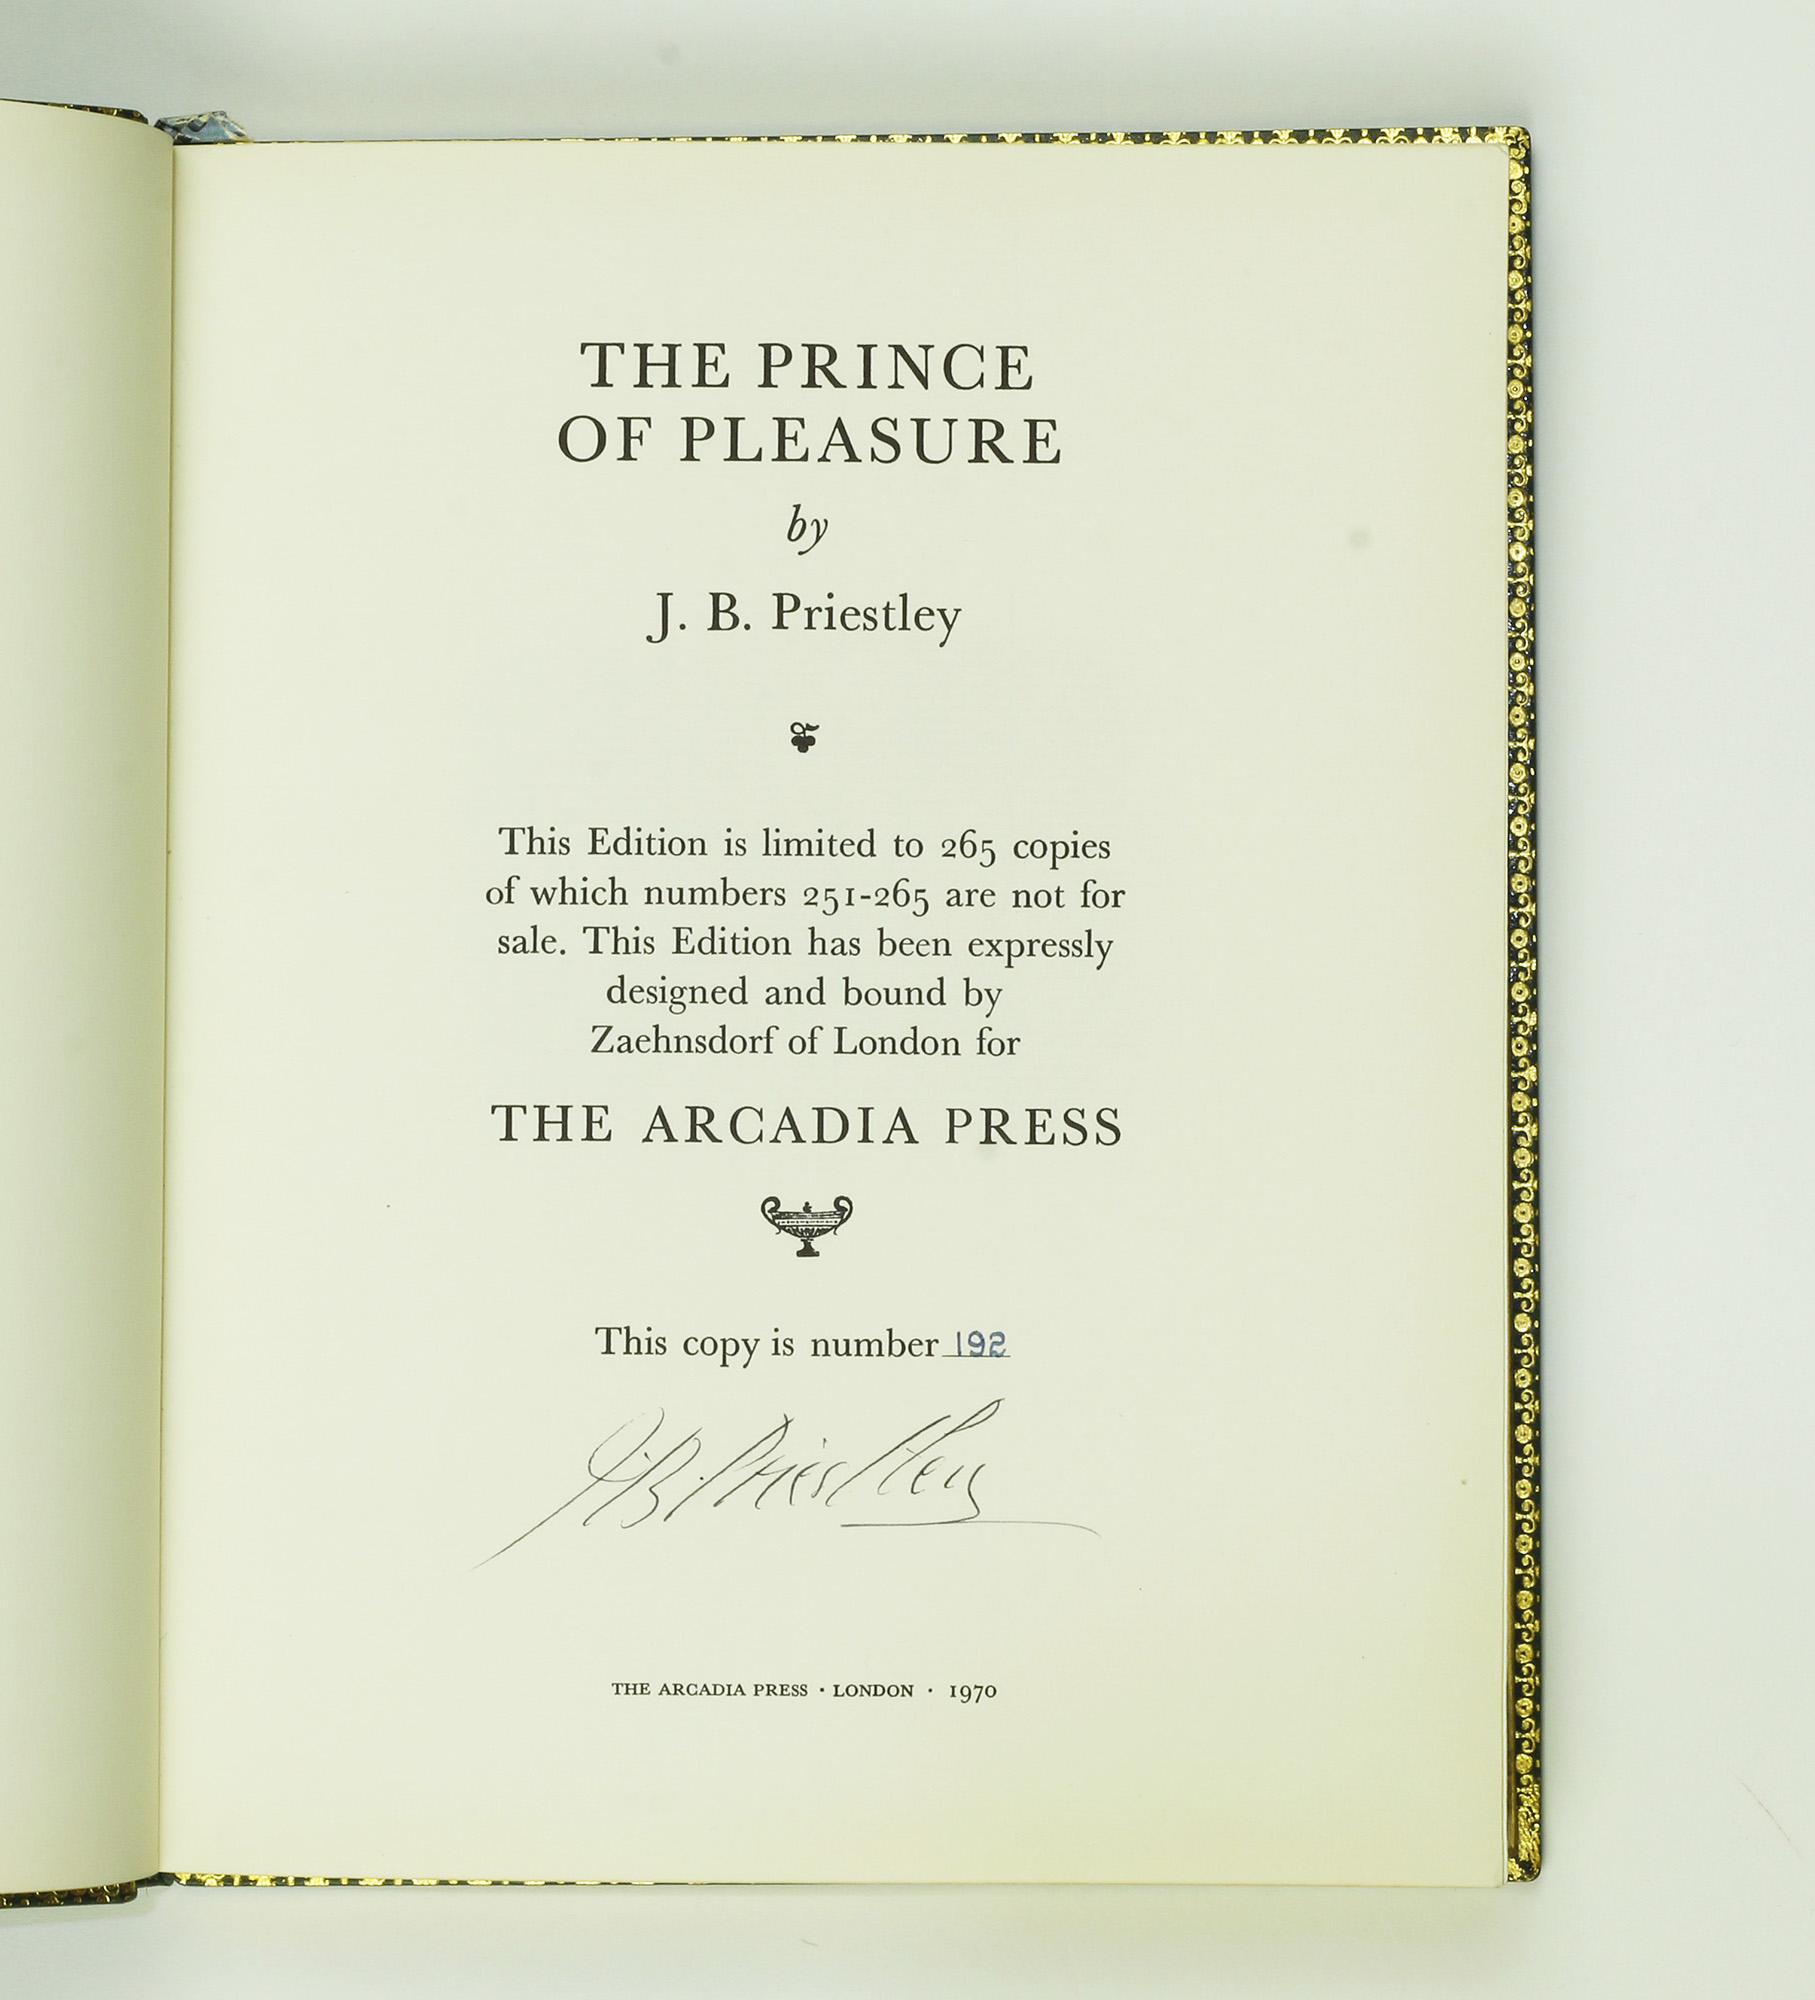 THE PRINCE
OF PLEASURE
by
J. B. Priestley
This Edition is limited to 265 copies
of which numbers 251-265 are not for
sale. This Edition has been expressly
designed and bound by
Zaehnsdorf of London for
THE ARCADIA PRESS
This copy is number 192
J.B. Priestley
THE ARCADIA PRESS · LONDON · 1970